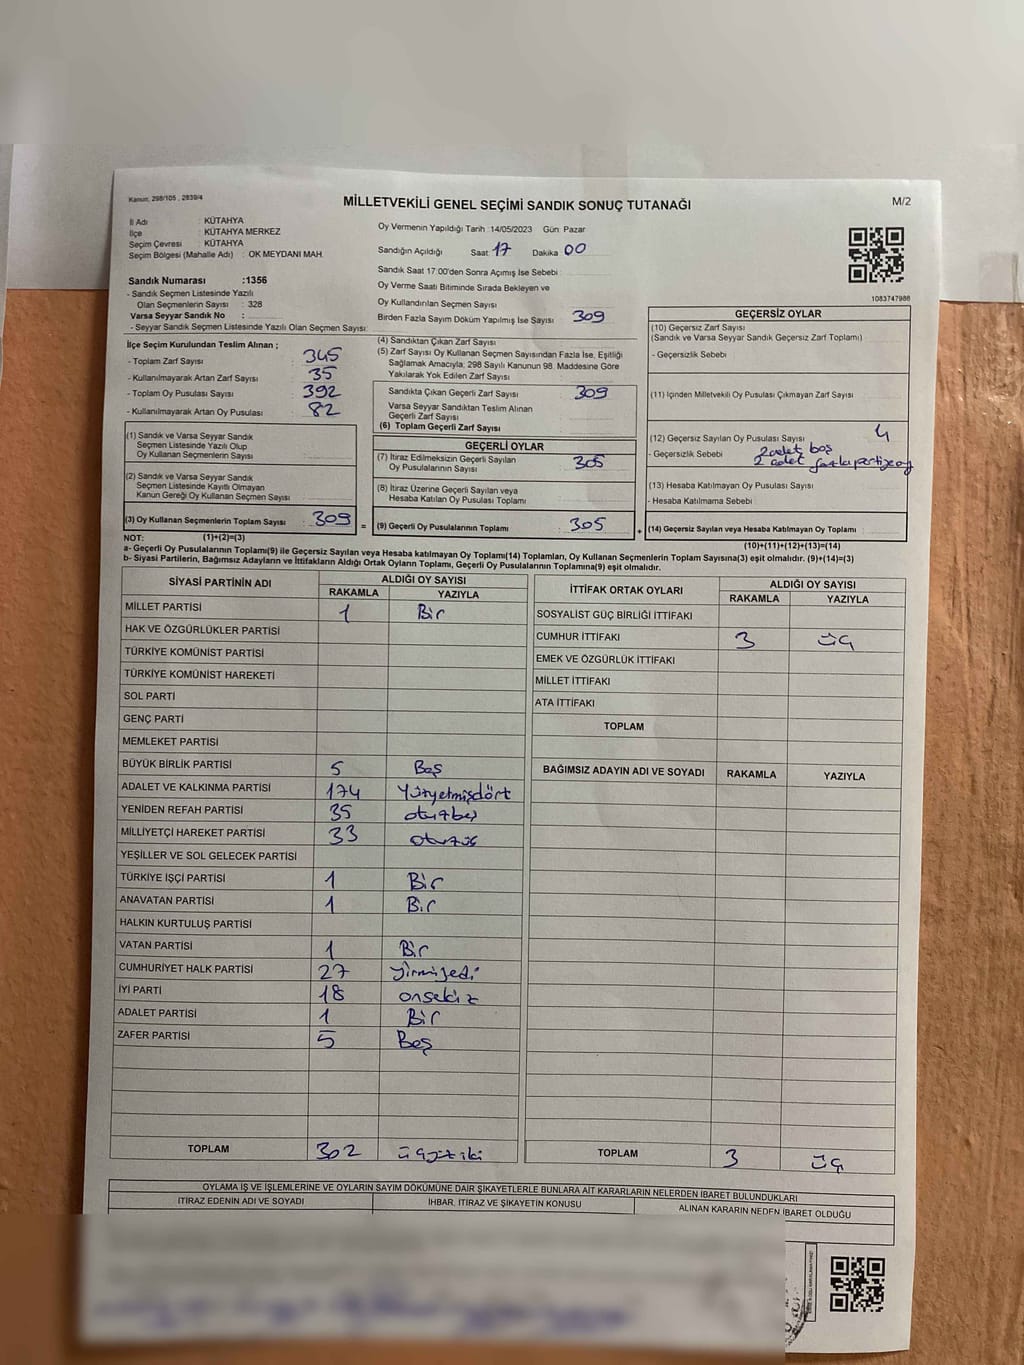 Kanun; 298/105 , 2839/4
MİLLETVEKİLİ GENEL SEÇİMİ SANDIK SONUÇ TUTANAĞI
M/2
İl Adı : KÜTAHYA
İlçe : KÜTAHYA MERKEZ
Seçim Çevresi : KÜTAHYA
Seçim Bölgesi (Mahalle Adı) : OK MEYDANI MAH.
Sandık Numarası :1356
- Sandık Seçmen Listesinde Yazılı
Olan Seçmenlerin Sayısı : 328
Varsa Seyyar Sandık No :
- Seyyar Sandık Seçmen Listesinde Yazılı Olan Seçmen Sayısı:
Oy Vermenin Yapıldığı Tarih :14/05/2023 Gün: Pazar
Sandığın Açıldığı Saat 17 Dakika 00
Sandık Saat 17:00'den Sonra Açımış İse Sebebi :
Oy Verme Saati Bitiminde Sırada Bekleyen ve
Oy Kullandırılan Seçmen Sayısı
Birden Fazla Sayım Döküm Yapılmış İse Sayısı : 309
1083747986
İlçe Seçim Kurulundan Teslim Alınan ;
- Toplam Zarf Sayısı : 345
- Kullanılmayarak Artan Zarf Sayısı : 35
- Toplam Oy Pusulası Sayısı : 392
- Kullanılmayarak Artan Oy Pusulası : 82
(1) Sandık ve Varsa Seyyar Sandık
Seçmen Listesinde Yazılı Olup
Oy Kullanan Seçmenlerin Sayısı :
(2) Sandık ve Varsa Seyyar Sandık
Seçmen Listesinde Kayıtlı Olmayan
Kanun Gereği Oy Kullanan Seçmen Sayısı :
(3) Oy Kullanan Seçmenlerin Toplam Sayısı : 309 =
(1)+(2)=(3)
(4) Sandıktan Çıkan Zarf Sayısı :
(5) Zarf Sayısı Oy Kullanan Seçmen Sayısından Fazla İse, Eşitliği
Sağlamak Amacıyla; 298 Sayılı Kanunun 98. Maddesine Göre
Yakılarak Yok Edilen Zarf Sayısı :
Sandıkta Çıkan Geçerli Zarf Sayısı : 309
Varsa Seyyar Sandıktan Teslim Alınan
Geçerli Zarf Sayısı :
(6) Toplam Geçerli Zarf Sayısı :
GEÇERLİ OYLAR
(7) İtiraz Edilmeksizin Geçerli Sayılan
Oy Pusulalarının Sayısı : 305
(8) İtiraz Üzerine Geçerli Sayılan veya
Hesaba Katılan Oy Pusulası Toplamı :
(9) Geçerli Oy Pusulalarının Toplamı : 305 +
GEÇERSİZ OYLAR
(10) Geçersiz Zarf Sayısı
(Sandık ve Varsa Seyyar Sandık Geçersiz Zarf Toplamı) :
- Geçersizlik Sebebi :
(11) İçinden Milletvekili Oy Pusulası Çıkmayan Zarf Sayısı :
(12) Geçersiz Sayılan Oy Pusulası Sayısı : 4
- Geçersizlik Sebebi : 2 adet boş
2 adet fazla partiye oy
(13) Hesaba Katılmayan Oy Pusulası Sayısı :
- Hesaba Katılmama Sebebi :
(14) Geçersiz Sayılan veya Hesaba Katılmayan Oy Toplamı :
(10)+(11)+(12)+(13)=(14)
NOT:
a- Geçerli Oy Pusulalarının Toplamı(9) ile Geçersiz Sayılan veya Hesaba katılmayan Oy Toplamı(14) Toplamları, Oy Kullanan Seçmenlerin Toplam Sayısına(3) eşit olmalıdır. (9)+(14)=(3)
b- Siyasi Partilerin, Bağımsız Adayların ve İttifakların Aldığı Ortak Oyların Toplamı, Geçerli Oy Pusulalarının Toplamına(9) eşit olmalıdır.
SİYASİ PARTİNİN ADI ALDIĞI OY SAYISI
RAKAMLA YAZIYLA
MİLLET PARTİSİ 1 Bir
HAK VE ÖZGÜRLÜKLER PARTİSİ
TÜRKİYE KOMÜNİST PARTİSİ
TÜRKİYE KOMÜNİST HAREKETİ
SOL PARTİ
GENÇ PARTİ
MEMLEKET PARTİSİ
BÜYÜK BİRLİK PARTİSİ 5 Beş
ADALET VE KALKINMA PARTİSİ 174 Yüzyetmişdört
YENİDEN REFAH PARTİSİ 35 otuzbeş
MİLLİYETÇİ HAREKET PARTİSİ 33 otuzüç
YEŞİLLER VE SOL GELECEK PARTİSİ
TÜRKİYE İŞÇİ PARTİSİ 1 Bir
ANAVATAN PARTİSİ 1 Bir
HALKIN KURTULUŞ PARTİSİ
VATAN PARTİSİ 1 Bir
CUMHURİYET HALK PARTİSİ 27 yirmiyedi
İYİ PARTİ 18 onsekiz
ADALET PARTİSİ 1 Bir
ZAFER PARTİSİ 5 Beş
TOPLAM 302 üçyüziki
İTTİFAK ORTAK OYLARI ALDIĞI OY SAYISI
RAKAMLA YAZIYLA
SOSYALİST GÜÇ BİRLİĞİ İTTİFAKI
CUMHUR İTTİFAKI 3 üç
EMEK VE ÖZGÜRLÜK İTTİFAKI
MİLLET İTTİFAKI
ATA İTTİFAKI
TOPLAM
BAĞIMSIZ ADAYIN ADI VE SOYADI RAKAMLA YAZIYLA
TOPLAM 3 üç
OYLAMA İŞ VE İŞLEMLERİNE VE OYLARIN SAYIM DÖKÜMÜNE DAİR ŞİKAYETLERLE BUNLARA AİT KARARLARIN NELERDEN İBARET BULUNDUKLARI
İTİRAZ EDENİN ADI VE SOYADI İHBAR, İTİRAZ VE ŞİKAYETİN KONUSU ALINAN KARARIN NEDEN İBARET OLDUĞU